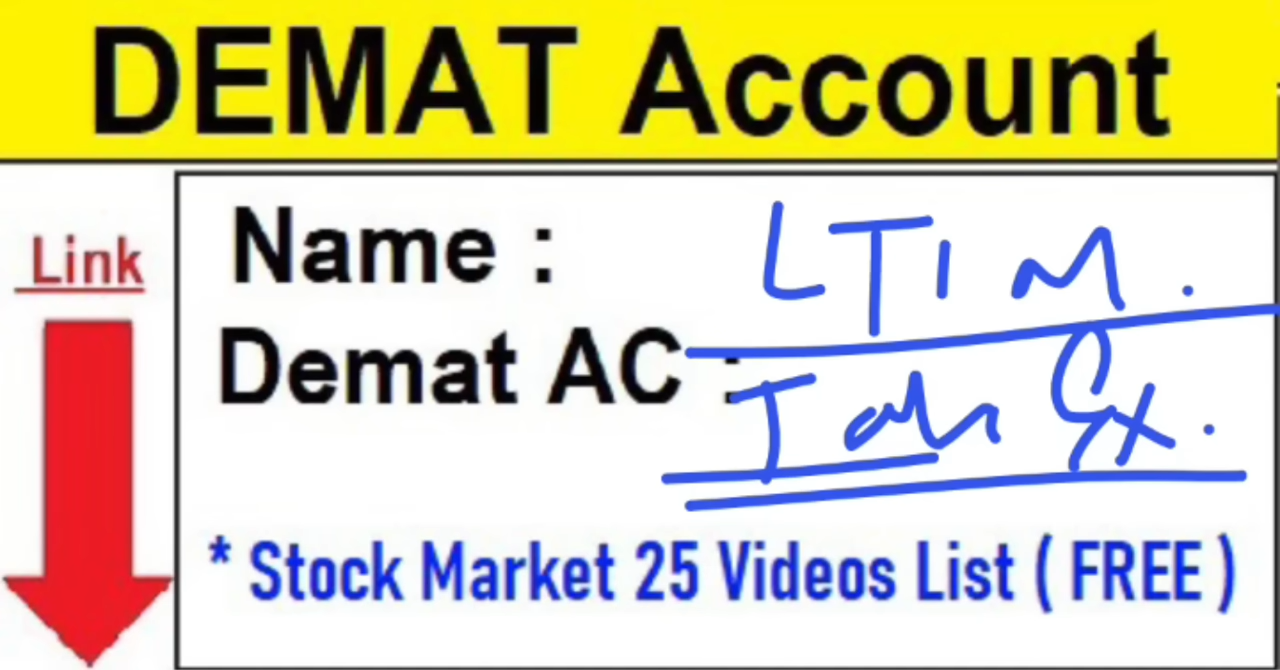 DEMAT Account
Link
Name : LTIM.
Demat AC :
* Stock Market 25 Videos List ( FREE )